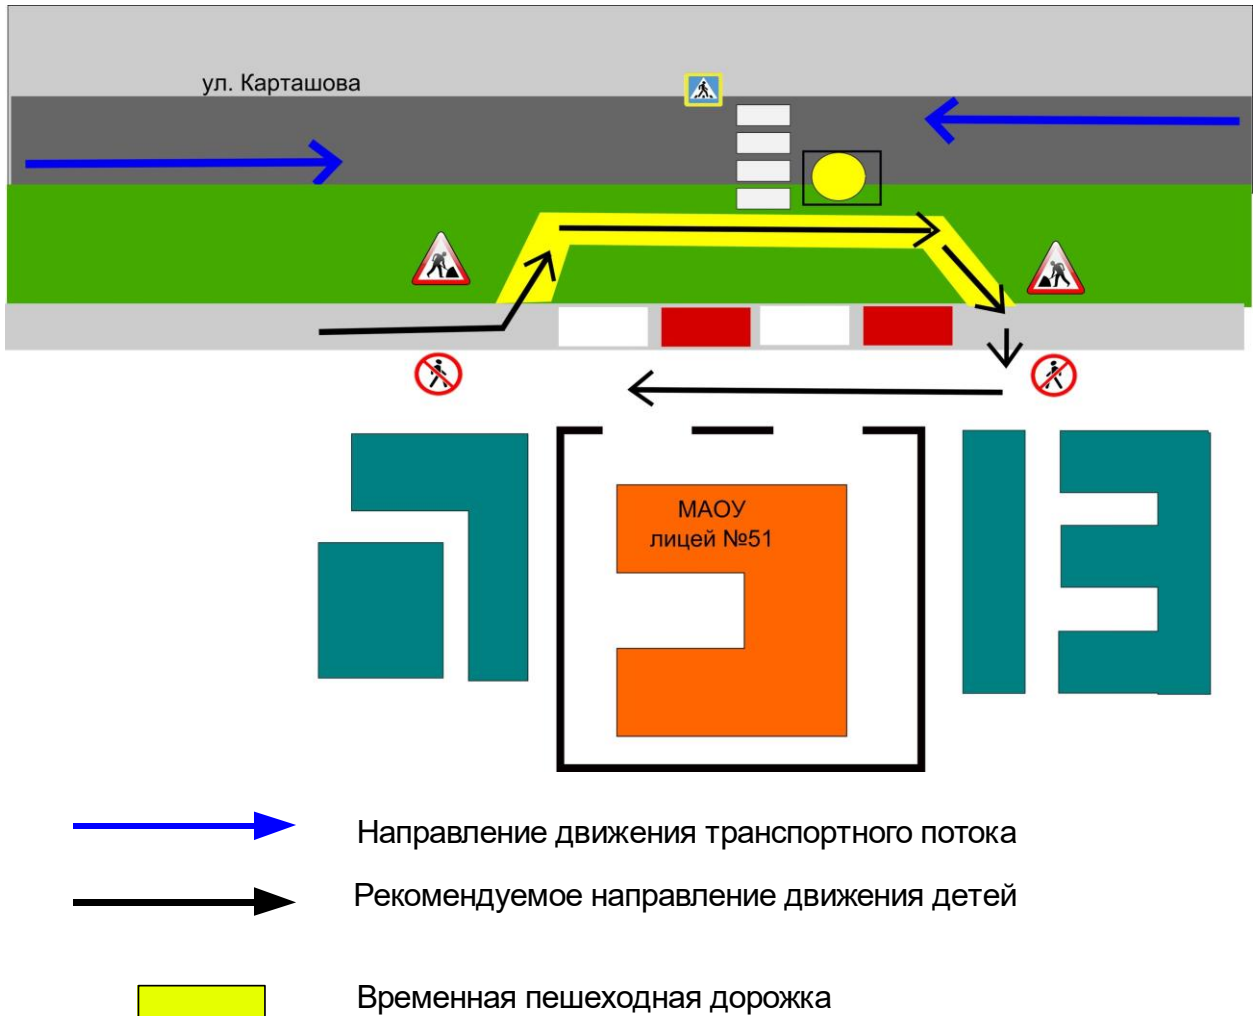 ул. Карташова
МАОУ
лицей №51
Направление движения транспортного потока
Рекомендуемое направление движения детей
Временная пешеходная дорожка